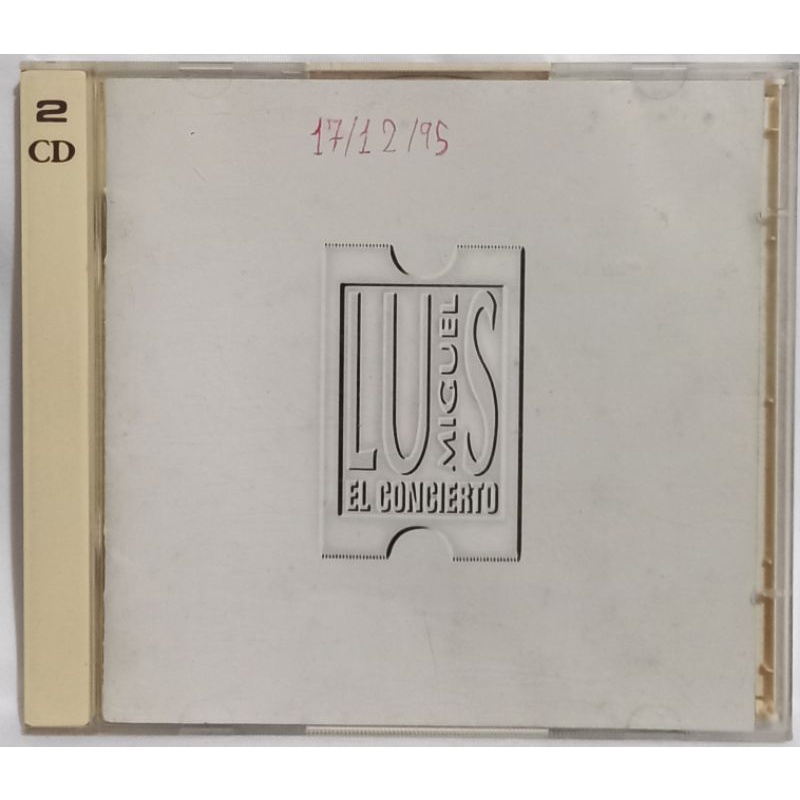 2
CD
17/12/95
LUIS
MIGUEL
EL CONCIERTO